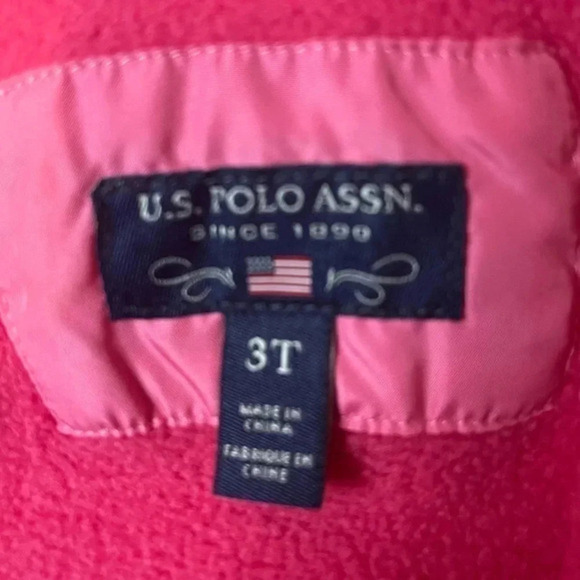 U.S. POLO ASSN.
SINCE 1890
3T
MADE IN
CHINA
FABRIQUE EN
CHINE